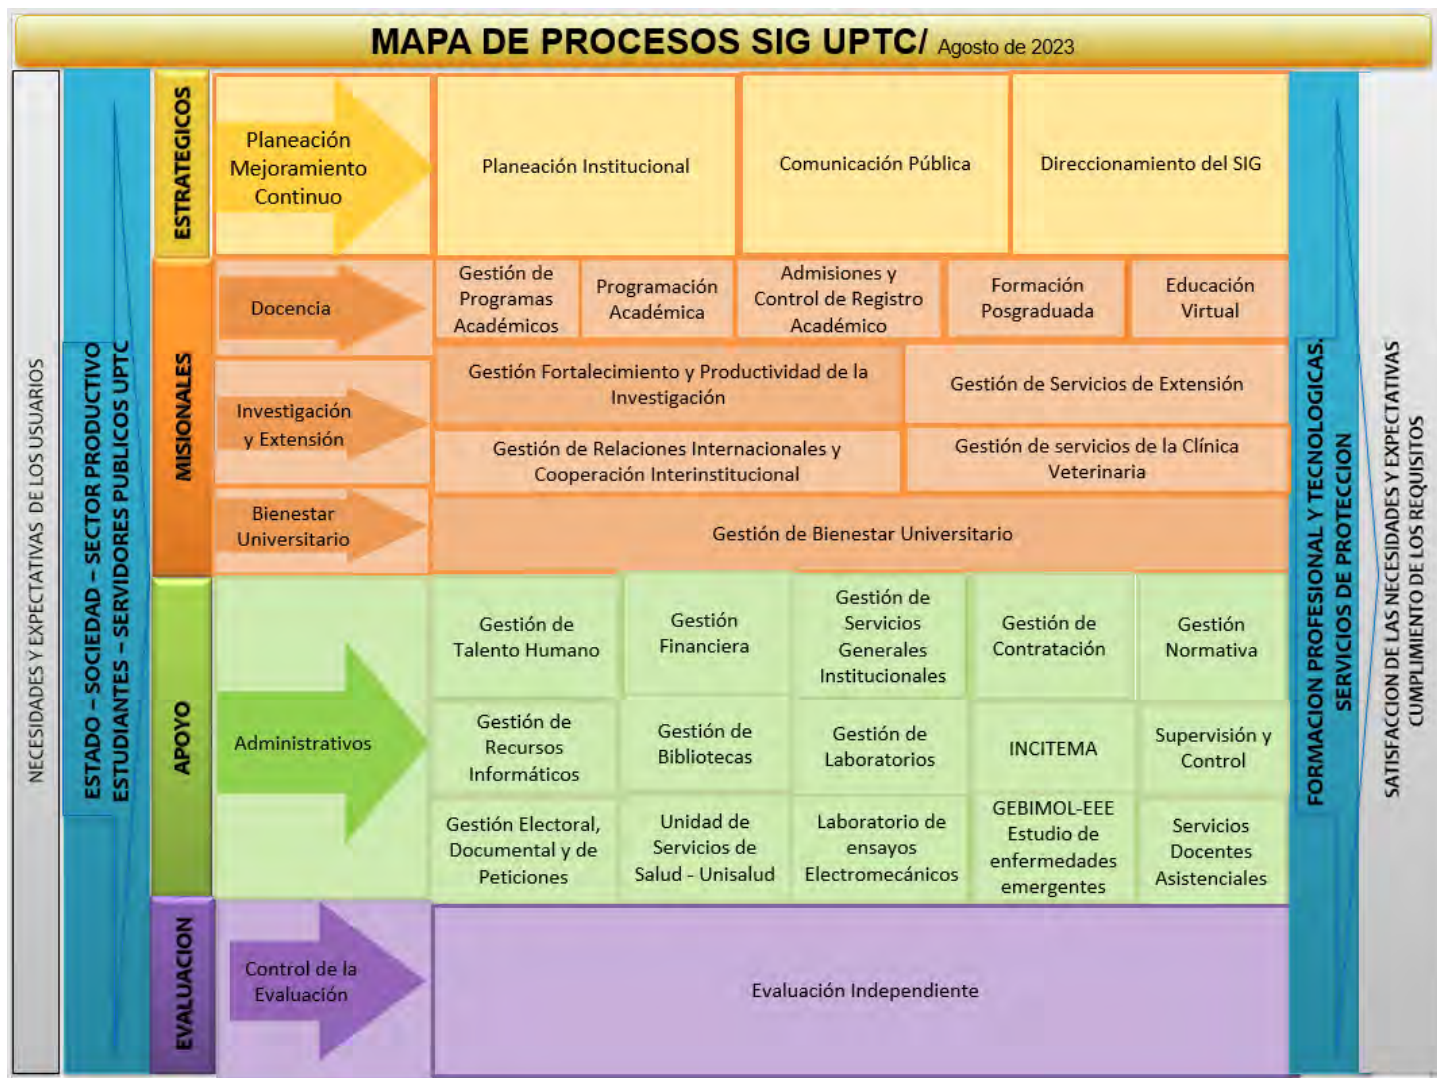 MAPA DE PROCESOS SIG UPTC/ Agosto de 2023
NECESIDADES Y EXPECTATIVAS DE LOS USUARIOS
ESTADO – SOCIEDAD – SECTOR PRODUCTIVO
ESTUDIANTES – SERVIDORES PUBLICOS UPTC
ESTRATEGICOS
Planeación
Mejoramiento
Continuo
Planeación Institucional
Comunicación Pública
Direccionamiento del SIG
MISIONALES
Docencia
Gestión de
Programas
Académicos
Programación
Académica
Admisiones y
Control de Registro
Académico
Formación
Posgraduada
Educación
Virtual
Investigación
y Extensión
Gestión Fortalecimiento y Productividad de la
Investigación
Gestión de Servicios de Extensión
Gestión de Relaciones Internacionales y
Cooperación Interinstitucional
Gestión de servicios de la Clínica
Veterinaria
Bienestar
Universitario
Gestión de Bienestar Universitario
APOYO
Administrativos
Gestión de
Talento Humano
Gestión
Financiera
Gestión de
Servicios
Generales
Institucionales
Gestión de
Contratación
Gestión
Normativa
Gestión de
Recursos
Informáticos
Gestión de
Bibliotecas
Gestión de
Laboratorios
INCITEMA
Supervisión y
Control
Gestión Electoral,
Documental y de
Peticiones
Unidad de
Servicios de
Salud - Unisalud
Laboratorio de
ensayos
Electromecánicos
GEBIMOL-EEE
Estudio de
enfermedades
emergentes
Servicios
Docentes
Asistenciales
EVALUACION
Control de la
Evaluación
Evaluación Independiente
FORMACION PROFESIONAL Y TECNOLOGICAS.
SERVICIOS DE PROTECCION
SATISFACCION DE LAS NECESIDADES Y EXPECTATIVAS
CUMPLIMIENTO DE LOS REQUISITOS